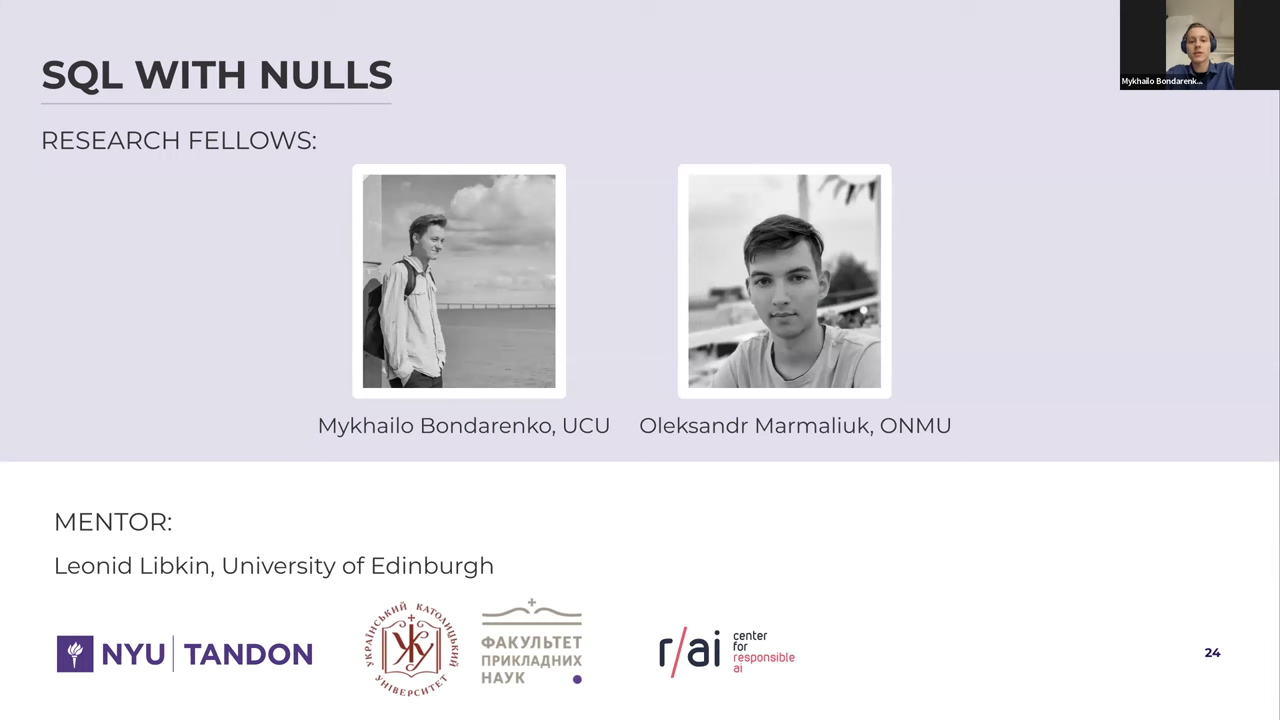 SQL WITH NULLS
Mykhailo Bondarenk...
RESEARCH FELLOWS:
Mykhailo Bondarenko, UCU
Oleksandr Marmaliuk, ONMU
MENTOR:
Leonid Libkin, University of Edinburgh
NYU | TANDON
УКРАЇНСЬКИЙ КАТОЛИЦЬКИЙ
УНІВЕРСИТЕТ
ФАКУЛЬТЕТ
ПРИКЛАДНИХ
НАУК
r/ai
center
for
responsible
ai
24